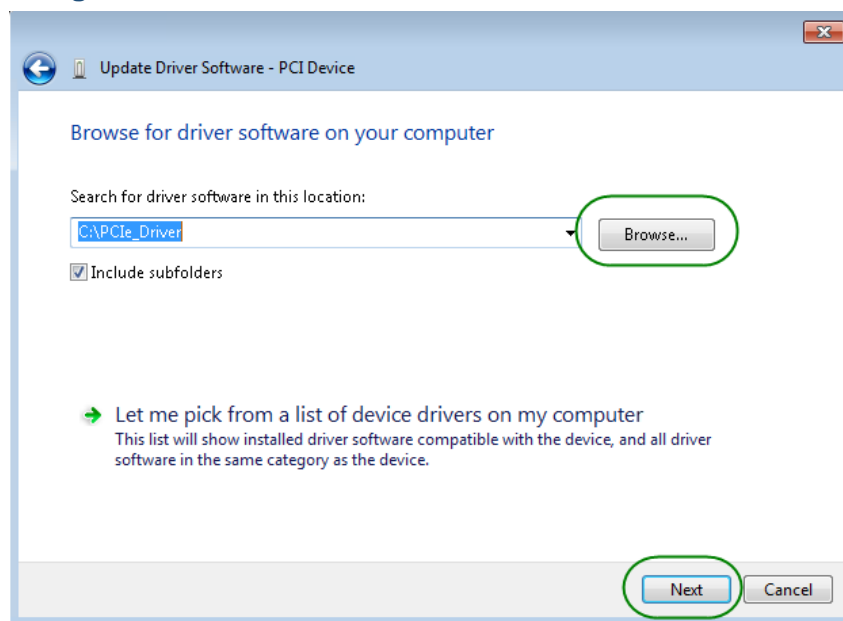 Update Driver Software - PCI Device
Browse for driver software on your computer
Search for driver software in this location:
C:\PCIe_Driver
Browse...
Include subfolders
Let me pick from a list of device drivers on my computer
This list will show installed driver software compatible with the device, and all driver
software in the same category as the device.
Next
Cancel